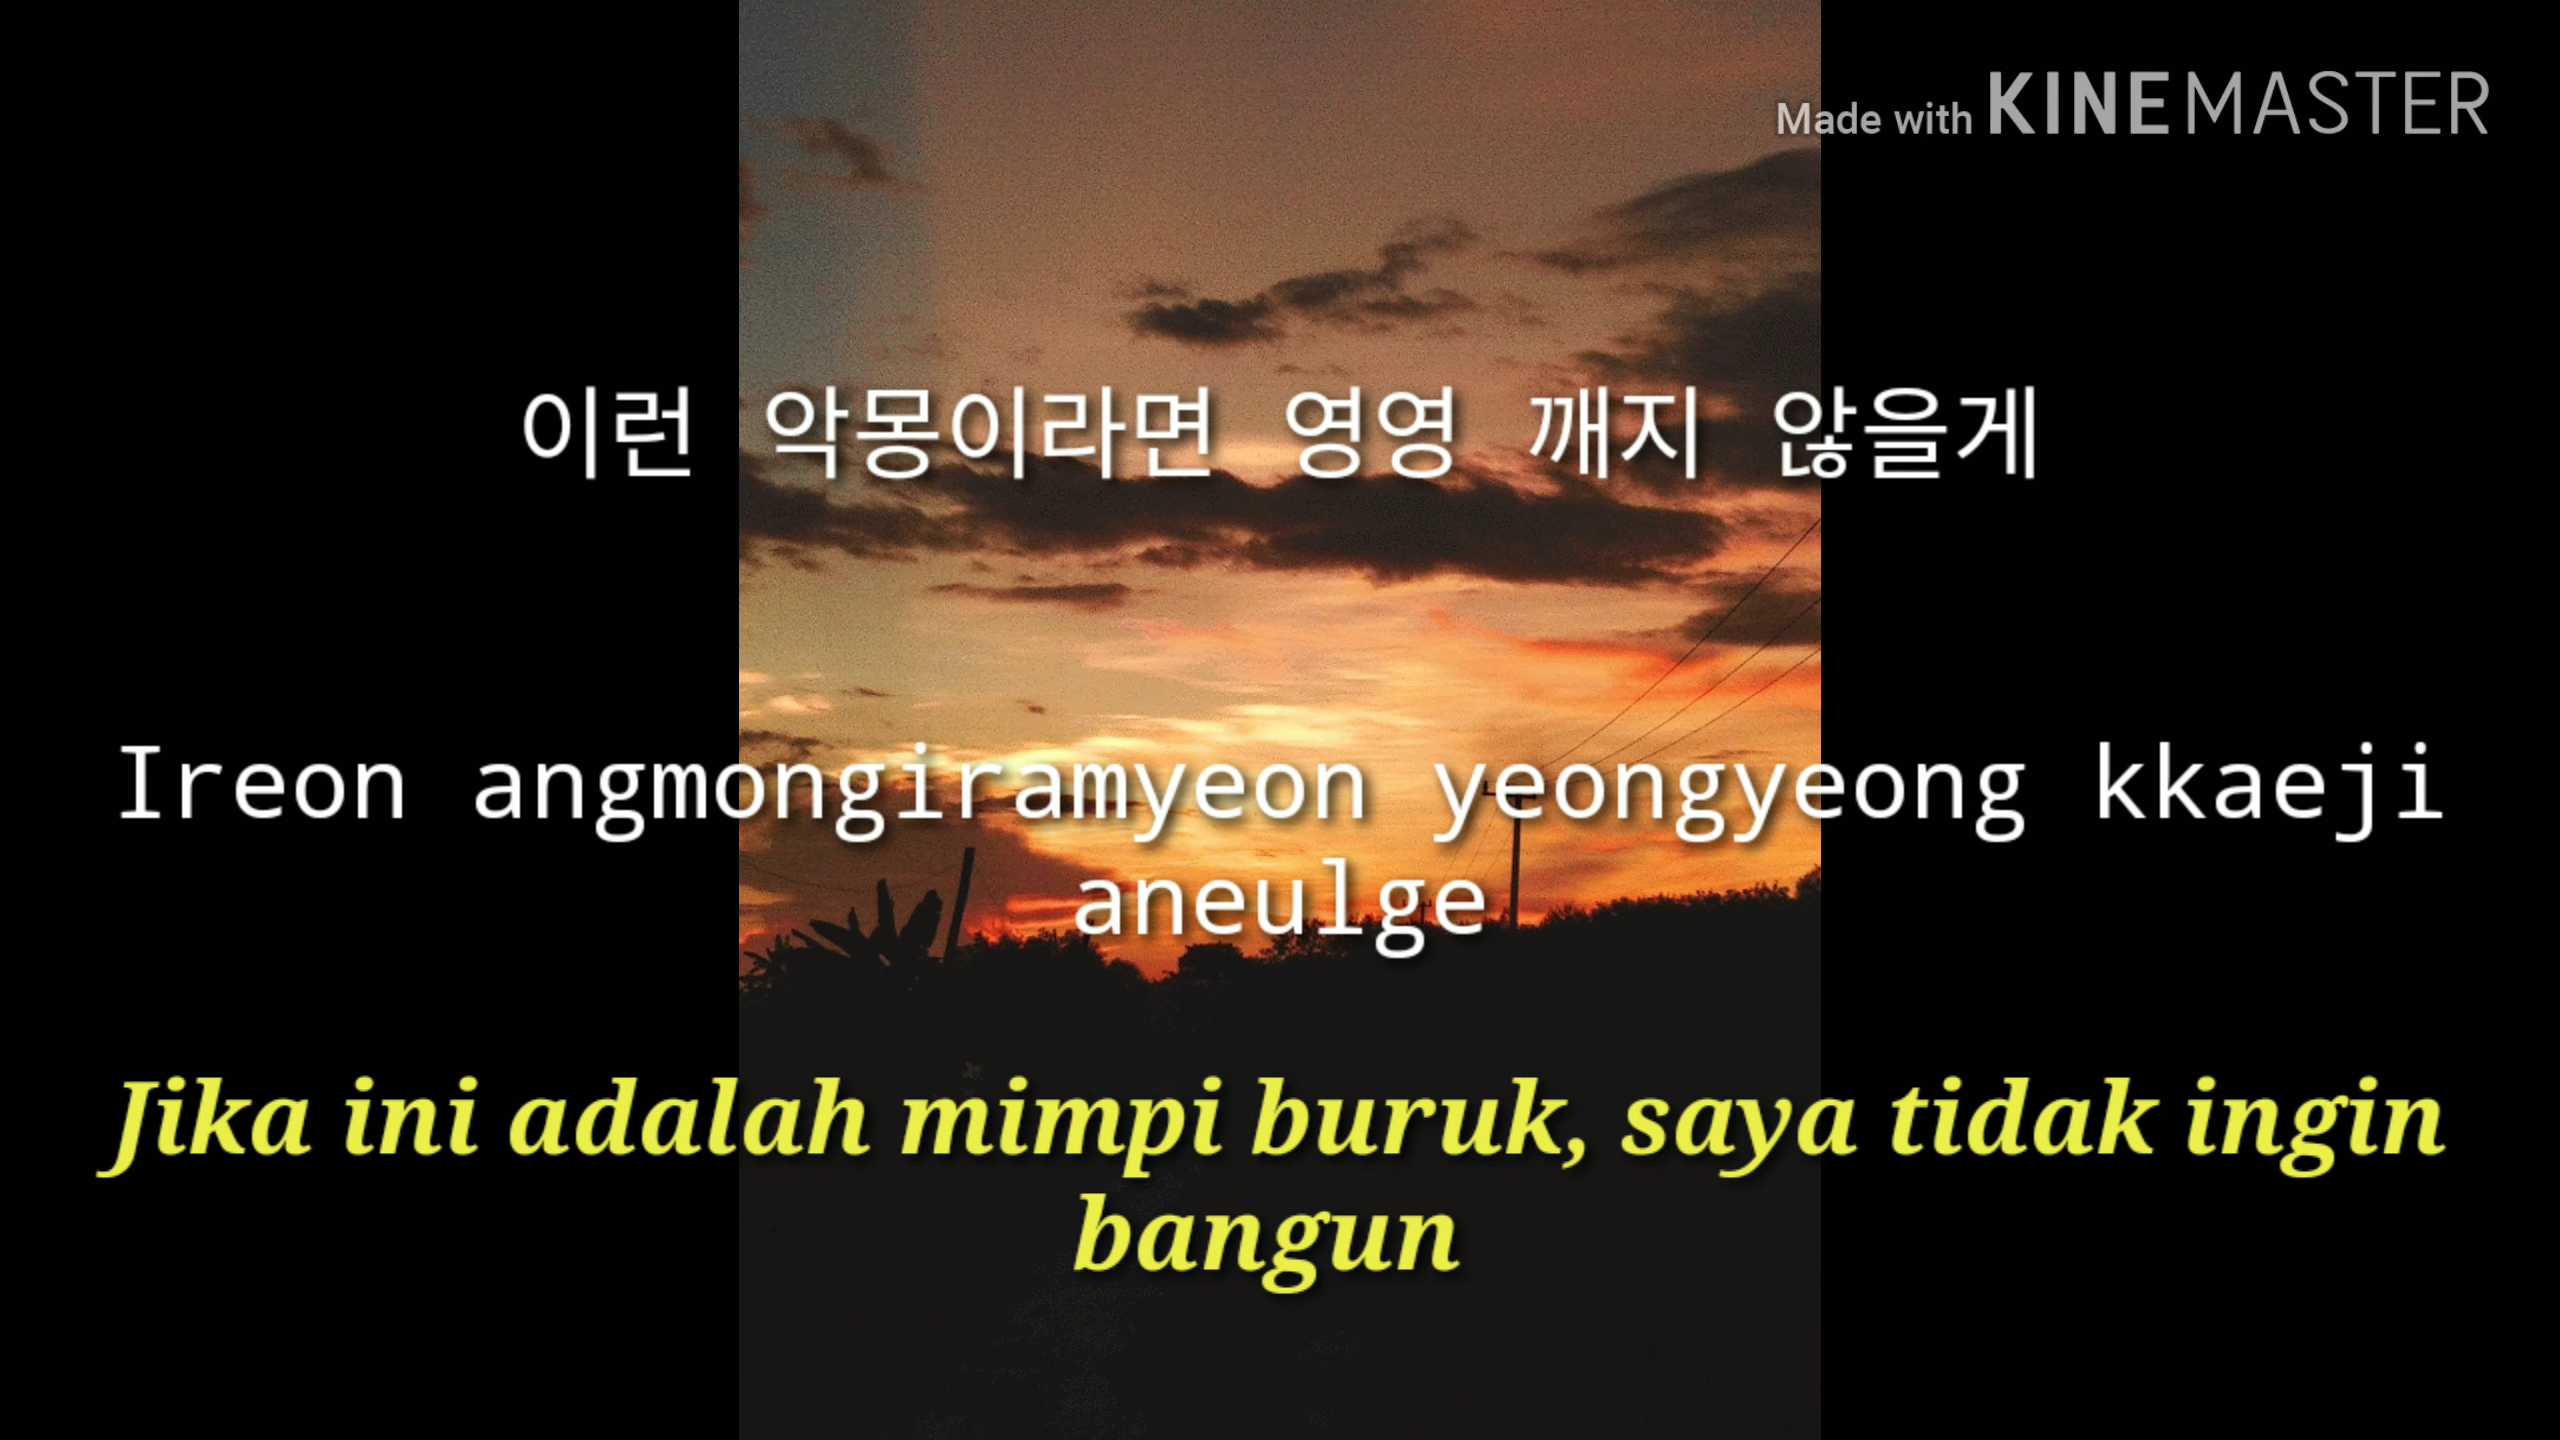 Made with KINEMASTER
이런 악몽이라면 영영 깨지 않을게
Ireon angmongiramyeon yeongyeong kkaeji
aneulge
Jika ini adalah mimpi buruk, saya tidak ingin
bangun